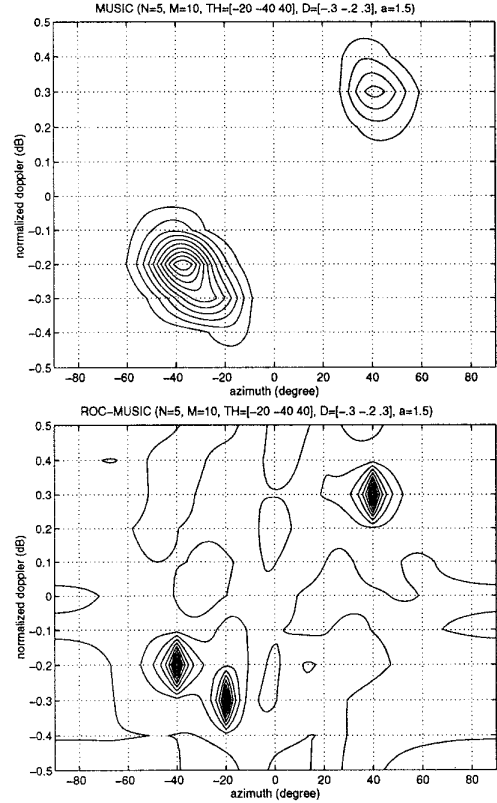 MUSIC (N=5, M=10, TH=[-20 -40 40], D=[-.3 -.2 .3], a=1.5)
0.5
0.4
0.3
0.2
0.1
0
-0.1
-0.2
-0.3
-0.4
-0.5
normalized doppler (dB)
-80 -60 -40 -20 0 20 40 60 80
azimuth (degree)
ROC-MUSIC (N=5, M=10, TH=[-20 -40 40], D=[-.3 -.2 .3], a=1.5)
0.5
0.4
0.3
0.2
0.1
0
-0.1
-0.2
-0.3
-0.4
-0.5
normalized doppler (dB)
-80 -60 -40 -20 0 20 40 60 80
azimuth (degree)